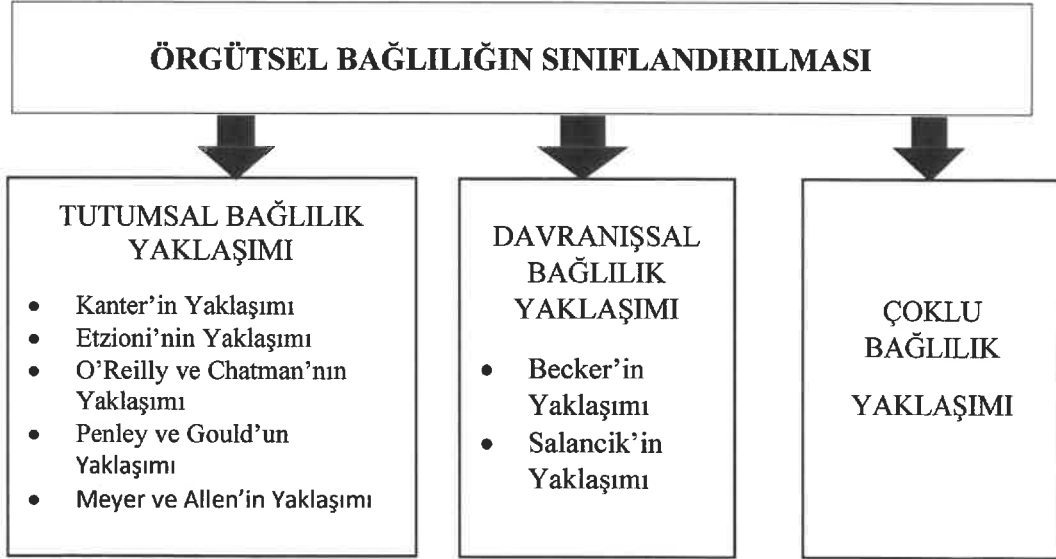 ÖRGÜTSEL BAĞLILIĞIN SINIFLANDIRILMASI
TUTUMSAL BAĞLILIK
YAKLAŞIMI
• Kanter’in Yaklaşımı
• Etzioni’nin Yaklaşımı
• O’Reilly ve Chatman’nın
Yaklaşımı
• Penley ve Gould’un
Yaklaşımı
• Meyer ve Allen’in Yaklaşımı
DAVRANIŞSAL
BAĞLILIK
YAKLAŞIMI
• Becker’in
Yaklaşımı
• Salancik’in
Yaklaşımı
ÇOKLU
BAĞLILIK
YAKLAŞIMI